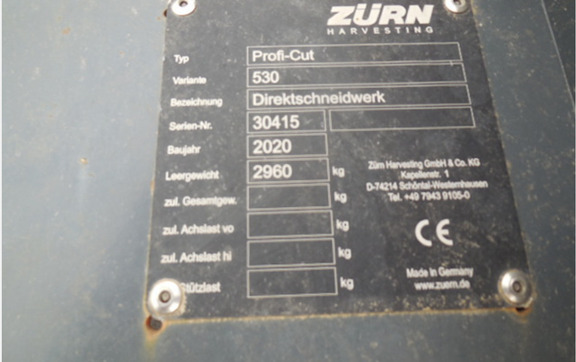 ZÜRN
HARVESTING
Typ Profi-Cut
Variante 530
Bezeichnung Direktschneidwerk
Serien-Nr. 30415
Baujahr 2020
Leergewicht 2960 kg
zul. Gesamtgew. kg
zul. Achslast vo kg
zul. Achslast hi kg
Stützlast kg
Zürn Harvesting GmbH & Co. KG
Kapellenstr. 1
D-74214 Schöntal-Westernhausen
Tel. +49 7943 9105-0
CE
Made in Germany
www.zuern.de